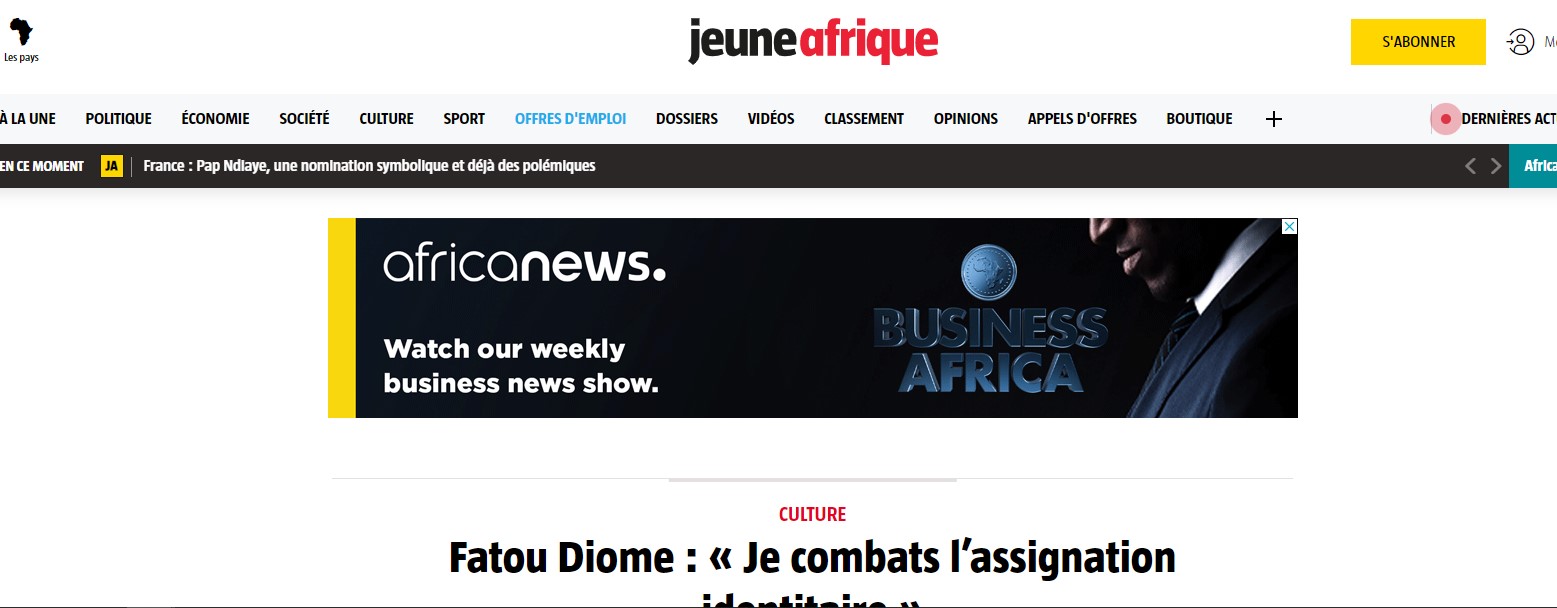 Les pays
jeuneafrique
S'ABONNER
À LA UNE POLITIQUE ÉCONOMIE SOCIÉTÉ CULTURE SPORT OFFRES D'EMPLOI DOSSIERS VIDÉOS CLASSEMENT OPINIONS APPELS D'OFFRES BOUTIQUE + DERNIÈRES ACT
EN CE MOMENT JA France : Pap Ndiaye, une nomination symbolique et déjà des polémiques Africa
africanews.
Watch our weekly
business news show.
BUSINESS
AFRICA
CULTURE
Fatou Diome : « Je combats l’assignation
identitaire »